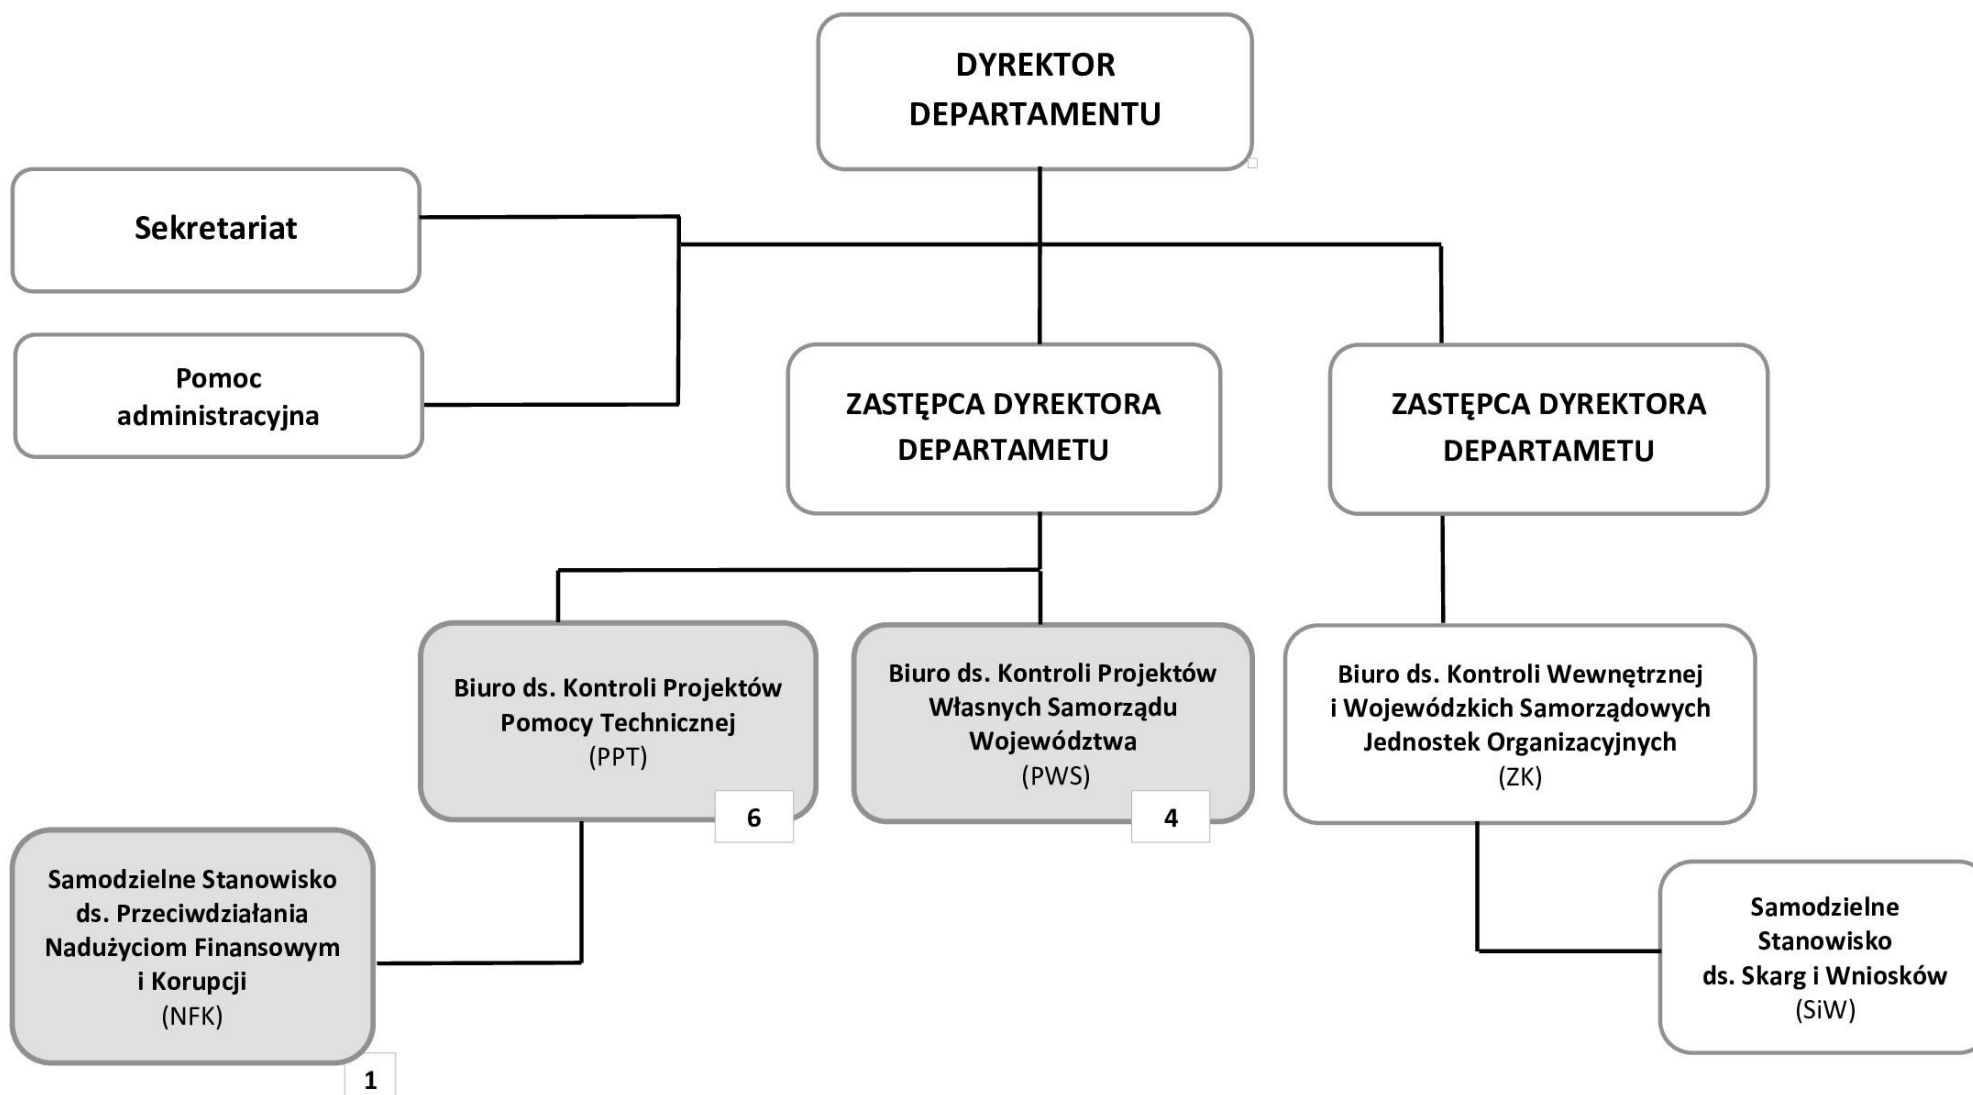 DYREKTOR
DEPARTAMENTU
Sekretariat
Pomoc
administracyjna
ZASTĘPCA DYREKTORA
DEPARTAMETU
ZASTĘPCA DYREKTORA
DEPARTAMETU
Biuro ds. Kontroli Projektów
Pomocy Technicznej
(PPT)
6
Biuro ds. Kontroli Projektów
Własnych Samorządu
Województwa
(PWS)
4
Biuro ds. Kontroli Wewnętrznej
i Wojewódzkich Samorządowych
Jednostek Organizacyjnych
(ZK)
Samodzielne Stanowisko
ds. Przeciwdziałania
Nadużyciom Finansowym
i Korupcji
(NFK)
1
Samodzielne
Stanowisko
ds. Skarg i Wniosków
(SiW)